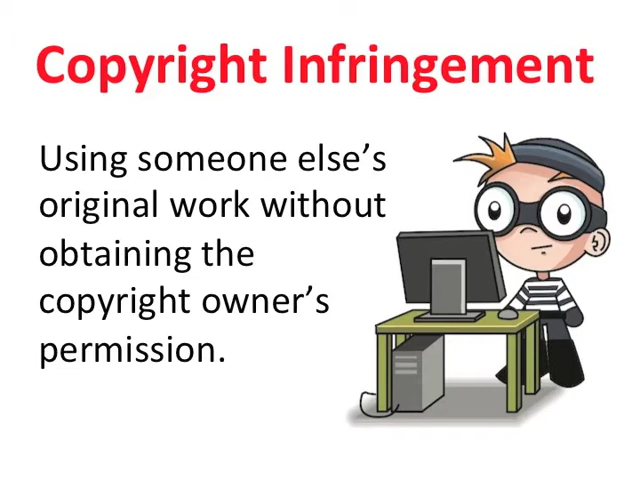 Copyright Infringement
Using someone else’s
original work without
obtaining the
copyright owner’s
permission.